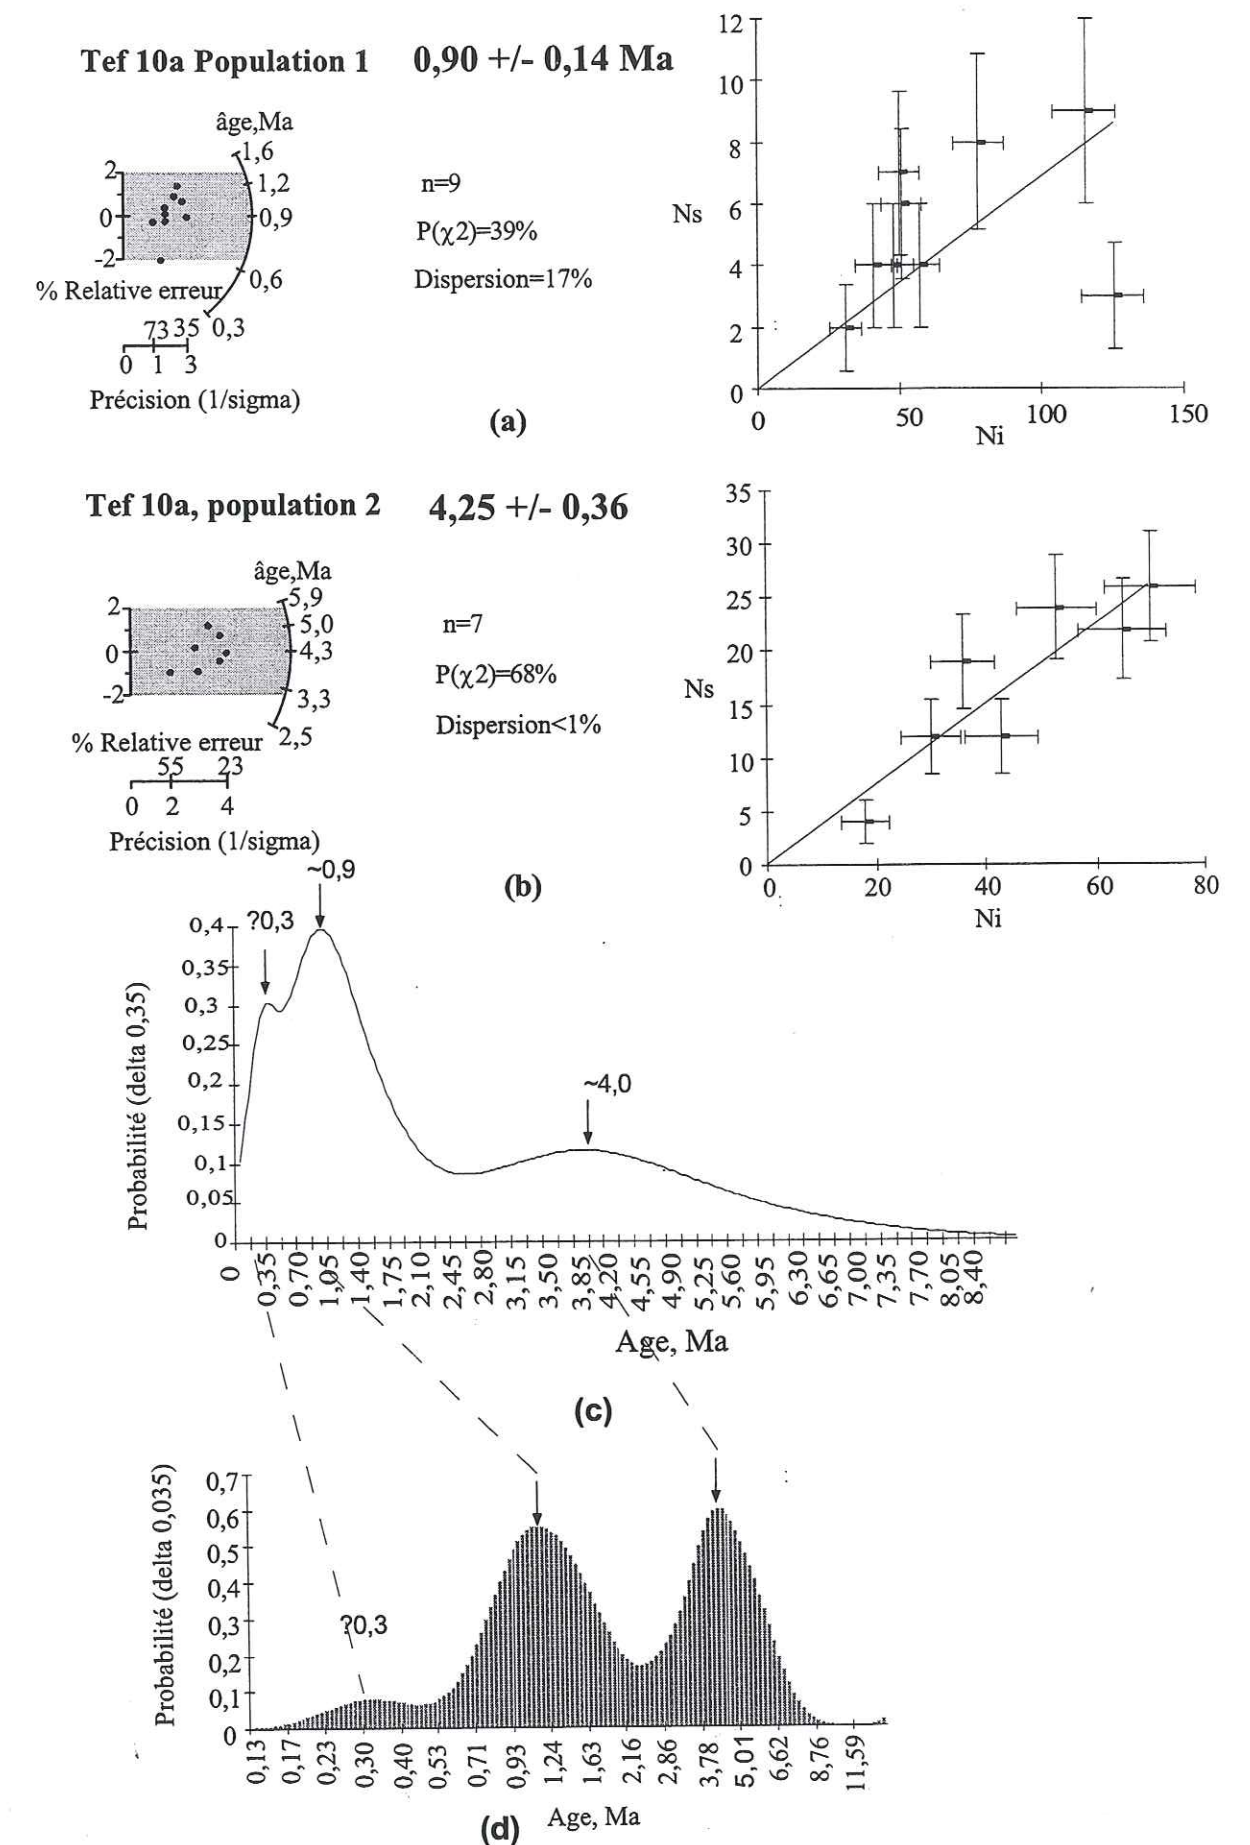 Tef 10a Population 1 0,90 +/- 0,14 Ma
âge,Ma
1,6
1,2
0,9
0,6
0,3
2
0
-2
% Relative erreur
73 35
0 1 3
Précision (1/sigma)
n=9
P(χ2)=39%
Dispersion=17%
(a)
12
10
8
6
4
2
0
Ns
0 50 100 150
Ni
Tef 10a, population 2 4,25 +/- 0,36
âge,Ma
5,9
5,0
4,3
3,3
2,5
2
0
-2
% Relative erreur
55 23
0 2 4
Précision (1/sigma)
n=7
P(χ2)=68%
Dispersion<1%
(b)
35
30
25
20
15
10
5
0
Ns
0 20 40 60 80
Ni
~0,9
?0,3
~4,0
Probabilité (delta 0,35)
0,4
0,35
0,3
0,25
0,2
0,15
0,1
0,05
0
0 0,35 0,70 1,05 1,40 1,75 2,10 2,45 2,80 3,15 3,50 3,85 4,20 4,55 4,90 5,25 5,60 5,95 6,30 6,65 7,00 7,35 7,70 8,05 8,40
Age, Ma
(c)
Probabilité (delta 0,035)
0,7
0,6
0,5
0,4
0,3
0,2
0,1
0
?0,3
0,13 0,17 0,23 0,30 0,40 0,53 0,71 0,93 1,24 1,63 2,16 2,86 3,78 5,01 6,62 8,76 11,59
Age, Ma
(d)